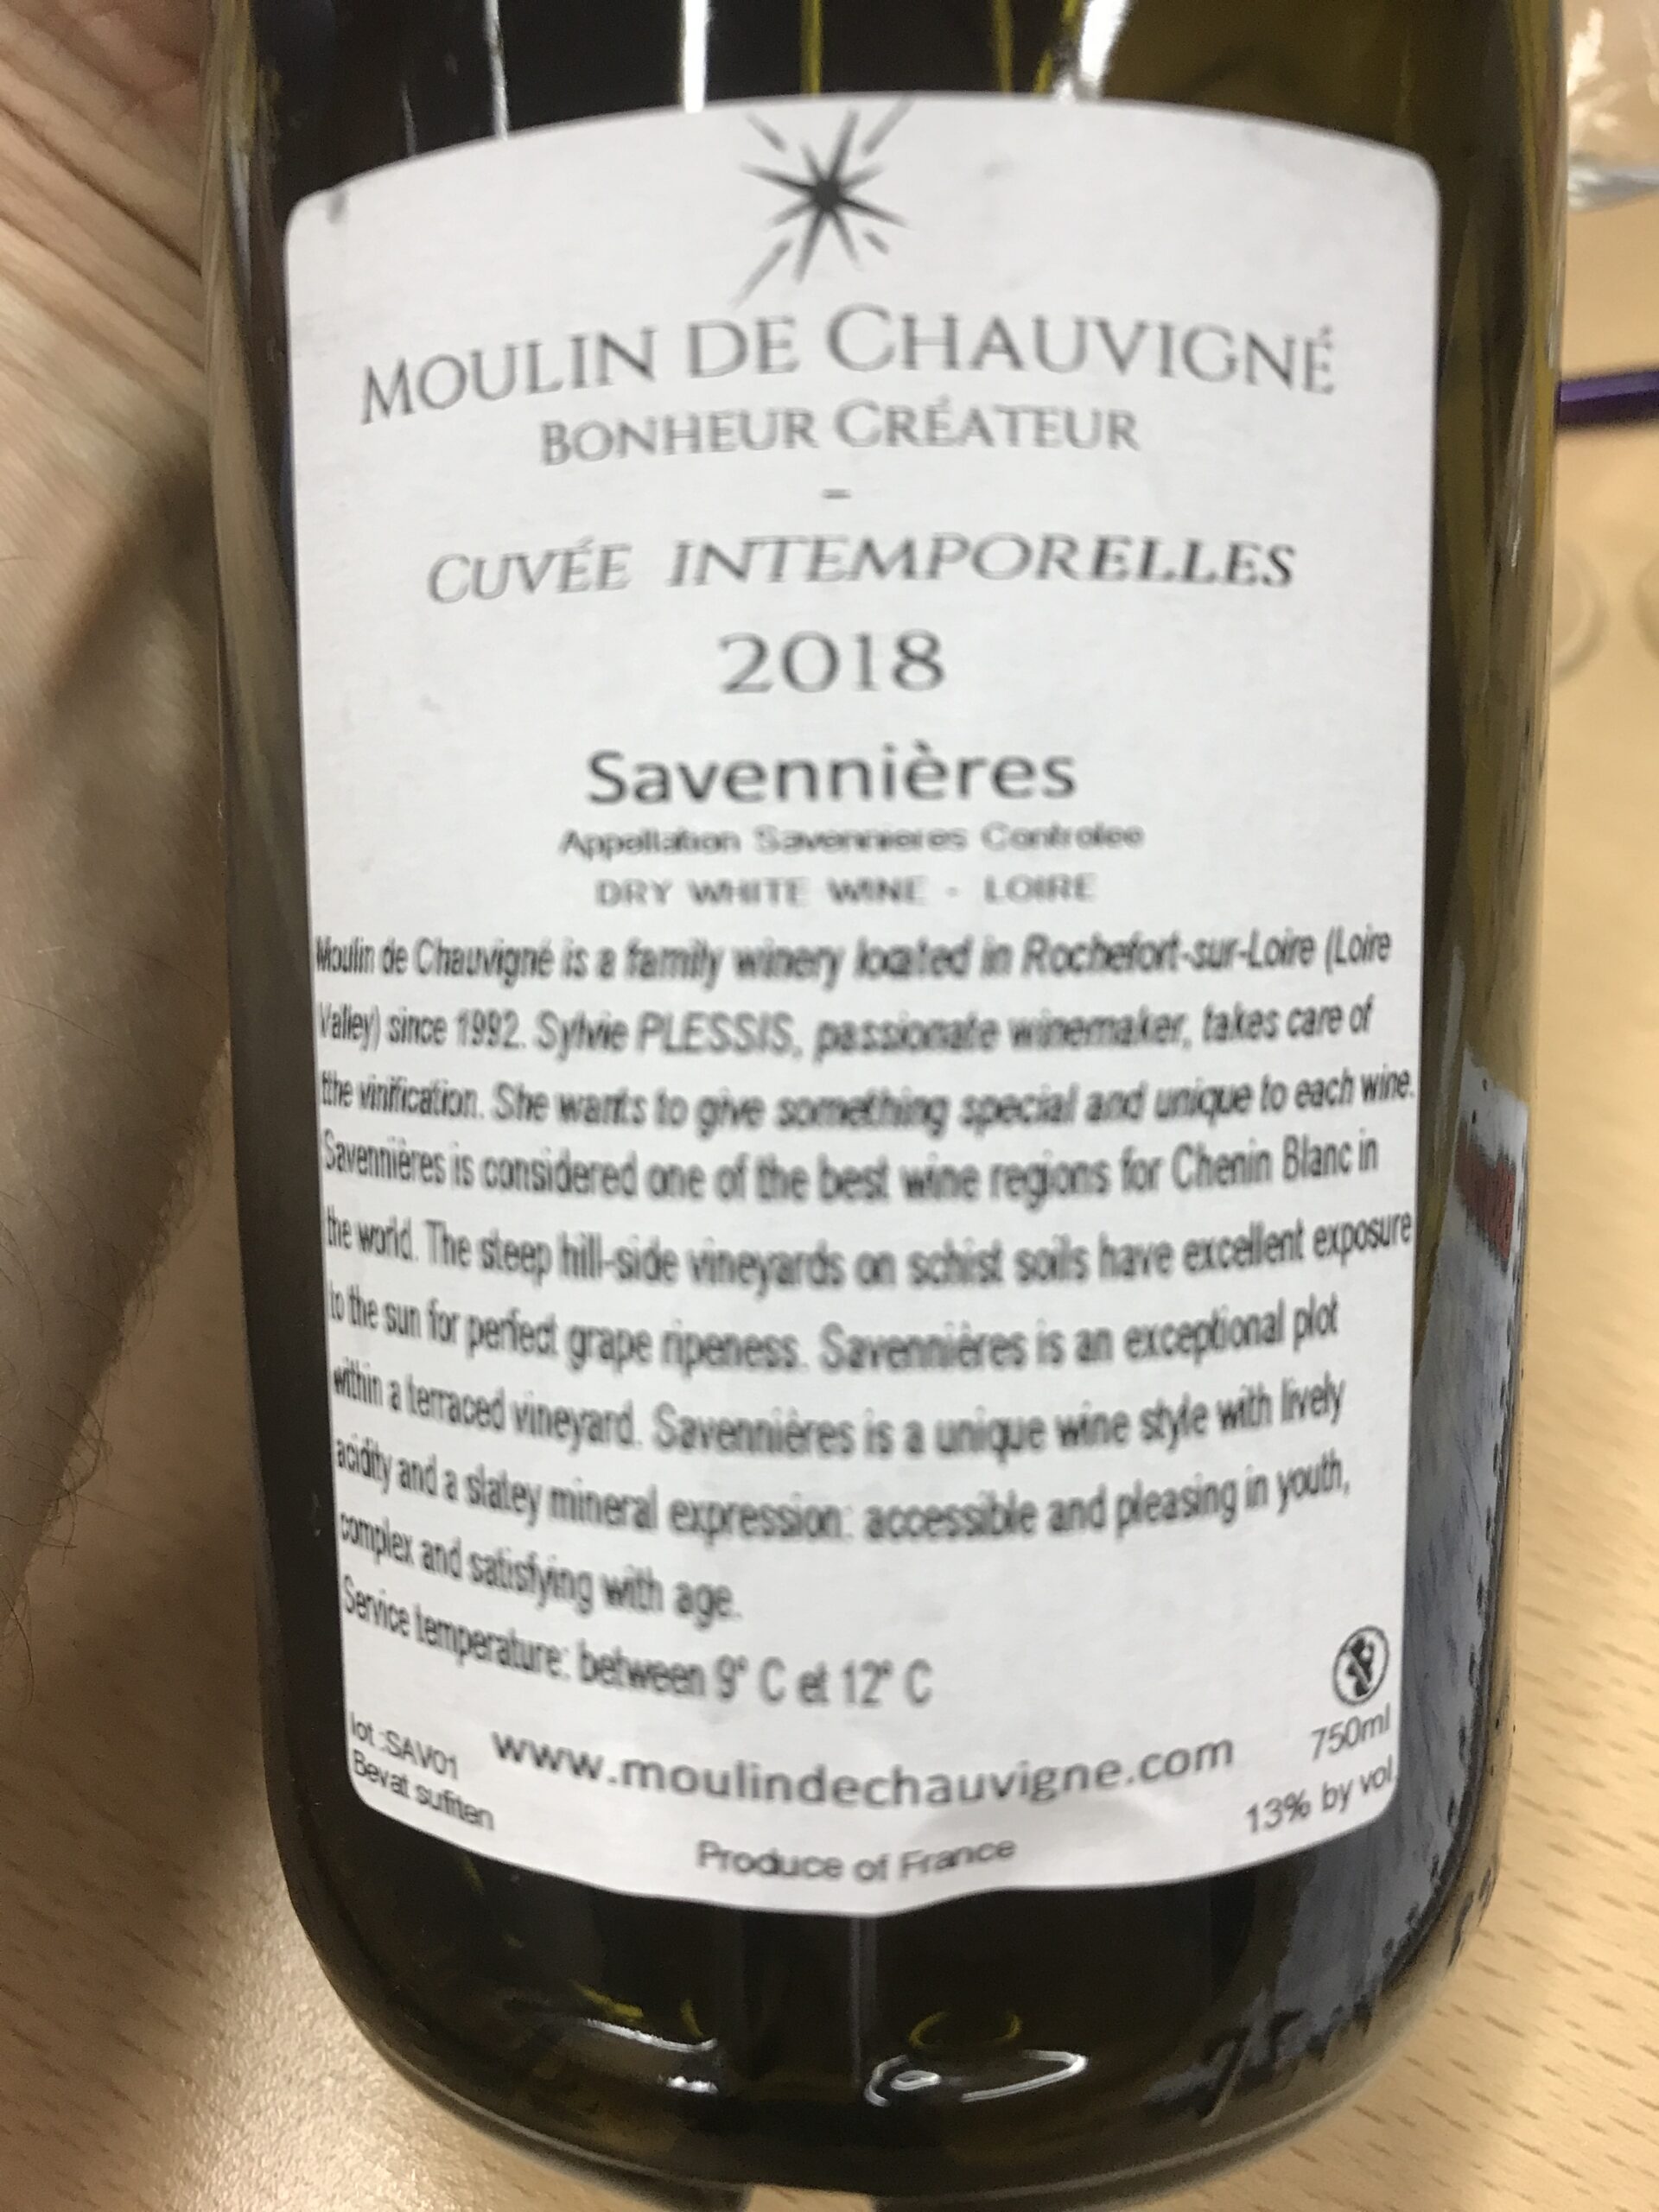 MOULIN DE CHAUVIGNÉ
BONHEUR CRÉATEUR
-
CUVÉE INTEMPORELLES
2018
Savennières
Appellation Savennieres Controlee
DRY WHITE WINE - LOIRE
Moulin de Chauvigné is a family winery located in Rochefort-sur-Loire (Loire
Valley) since 1992. Sylvie PLESSIS, passionate winemaker, takes care of
tthe vinification. She wants to give something special and unique to each wine.
Savennières is considered one of the best wine regions for Chenin Blanc in
the world. The steep hill-side vineyards on schist soils have excellent exposure
to the sun for perfect grape ripeness. Savennières is an exceptional plot
within a terraced vineyard. Savennières is a unique wine style with lively
acidity and a slatey mineral expression: accessible and pleasing in youth,
complex and satisfying with age.
Service temperature: between 9° C et 12° C
lot :SAV01
Bevat sulfiten
www.moulindechauvigne.com
750ml
13% by vol
Produce of France